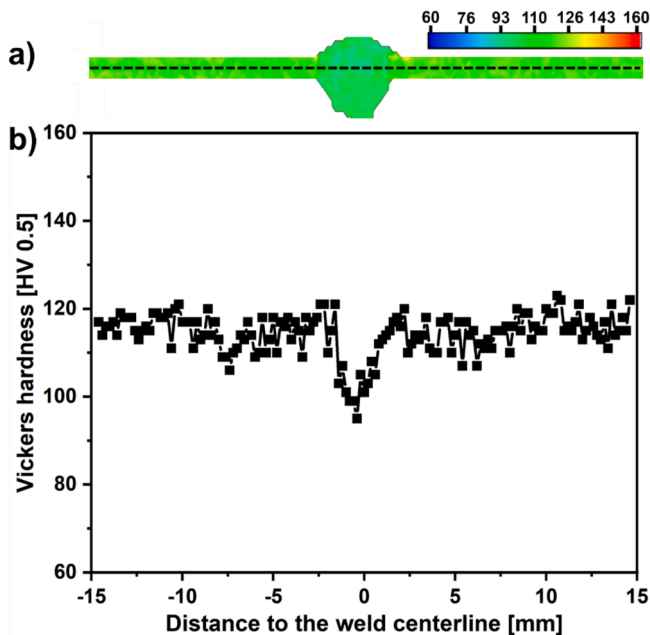 60 76 93 110 126 143 160
a)
b)
160
140
120
100
80
60
Vickers hardness [HV 0.5]
-15 -10 -5 0 5 10 15
Distance to the weld centerline [mm]